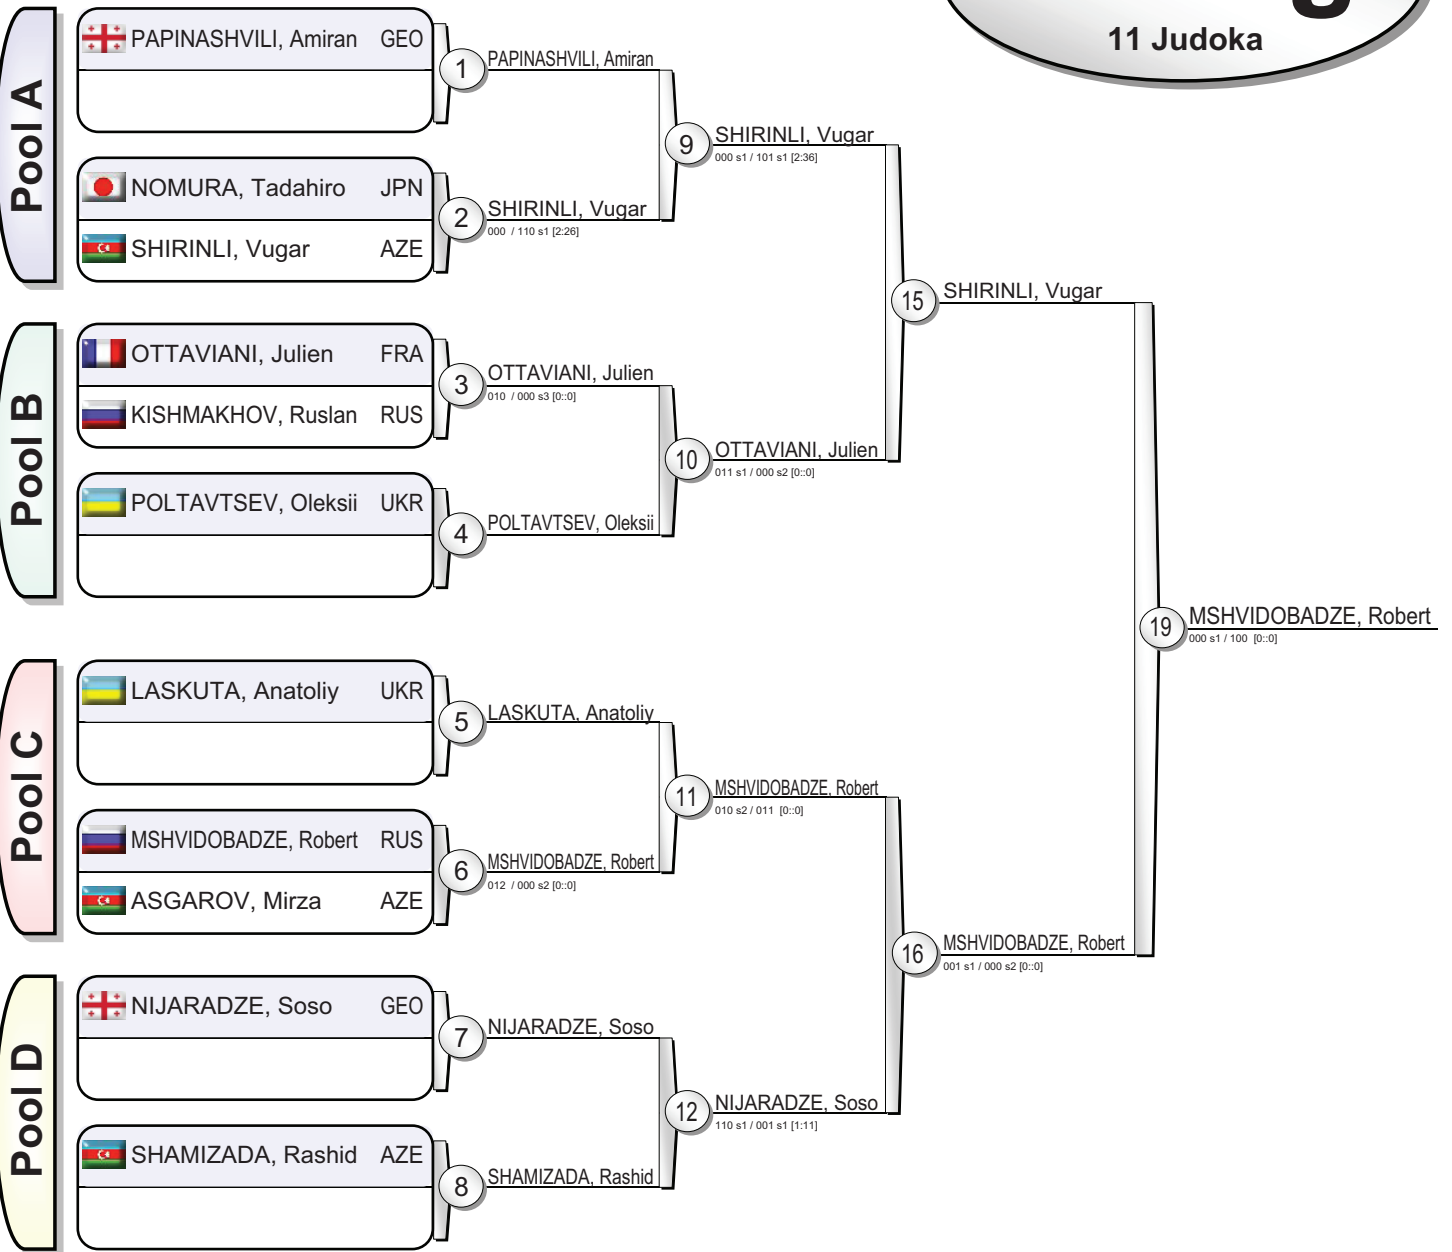 11 Judoka
Pool A
PAPINASHVILI, Amiran GEO
1
PAPINASHVILI, Amiran
NOMURA, Tadahiro JPN
SHIRINLI, Vugar AZE
2
SHIRINLI, Vugar
000 / 110 s1 [2:26]
9
SHIRINLI, Vugar
000 s1 / 101 s1 [2:36]
Pool B
OTTAVIANI, Julien FRA
KISHMAKHOV, Ruslan RUS
3
OTTAVIANI, Julien
010 / 000 s3 [0::0]
POLTAVTSEV, Oleksii UKR
4
POLTAVTSEV, Oleksii
10
OTTAVIANI, Julien
011 s1 / 000 s2 [0::0]
15
SHIRINLI, Vugar
Pool C
LASKUTA, Anatoliy UKR
5
LASKUTA, Anatoliy
MSHVIDOBADZE, Robert RUS
ASGAROV, Mirza AZE
6
MSHVIDOBADZE, Robert
012 / 000 s2 [0::0]
11
MSHVIDOBADZE, Robert
010 s2 / 011 [0::0]
Pool D
NIJARADZE, Soso GEO
7
NIJARADZE, Soso
SHAMIZADA, Rashid AZE
8
SHAMIZADA, Rashid
12
NIJARADZE, Soso
110 s1 / 001 s1 [1:11]
16
MSHVIDOBADZE, Robert
001 s1 / 000 s2 [0::0]
19
MSHVIDOBADZE, Robert
000 s1 / 100 [0::0]